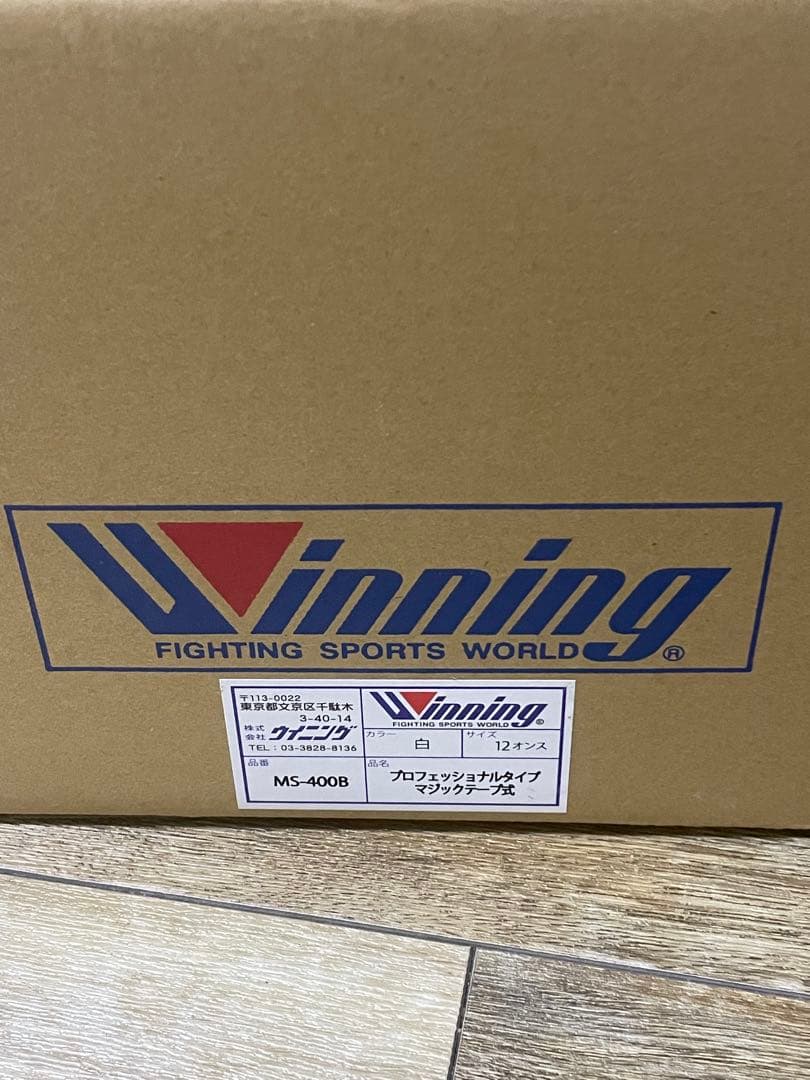 Winning
FIGHTING SPORTS WORLD®
〒113-0022
東京都文京区千駄木
3-40-14
株式会社 ウイニング
TEL：03-3828-8136
Winning
FIGHTING SPORTS WORLD®
カラー 白 サイズ 12オンス
品番
MS-400B
品名
プロフェッショナルタイプ
マジックテープ式